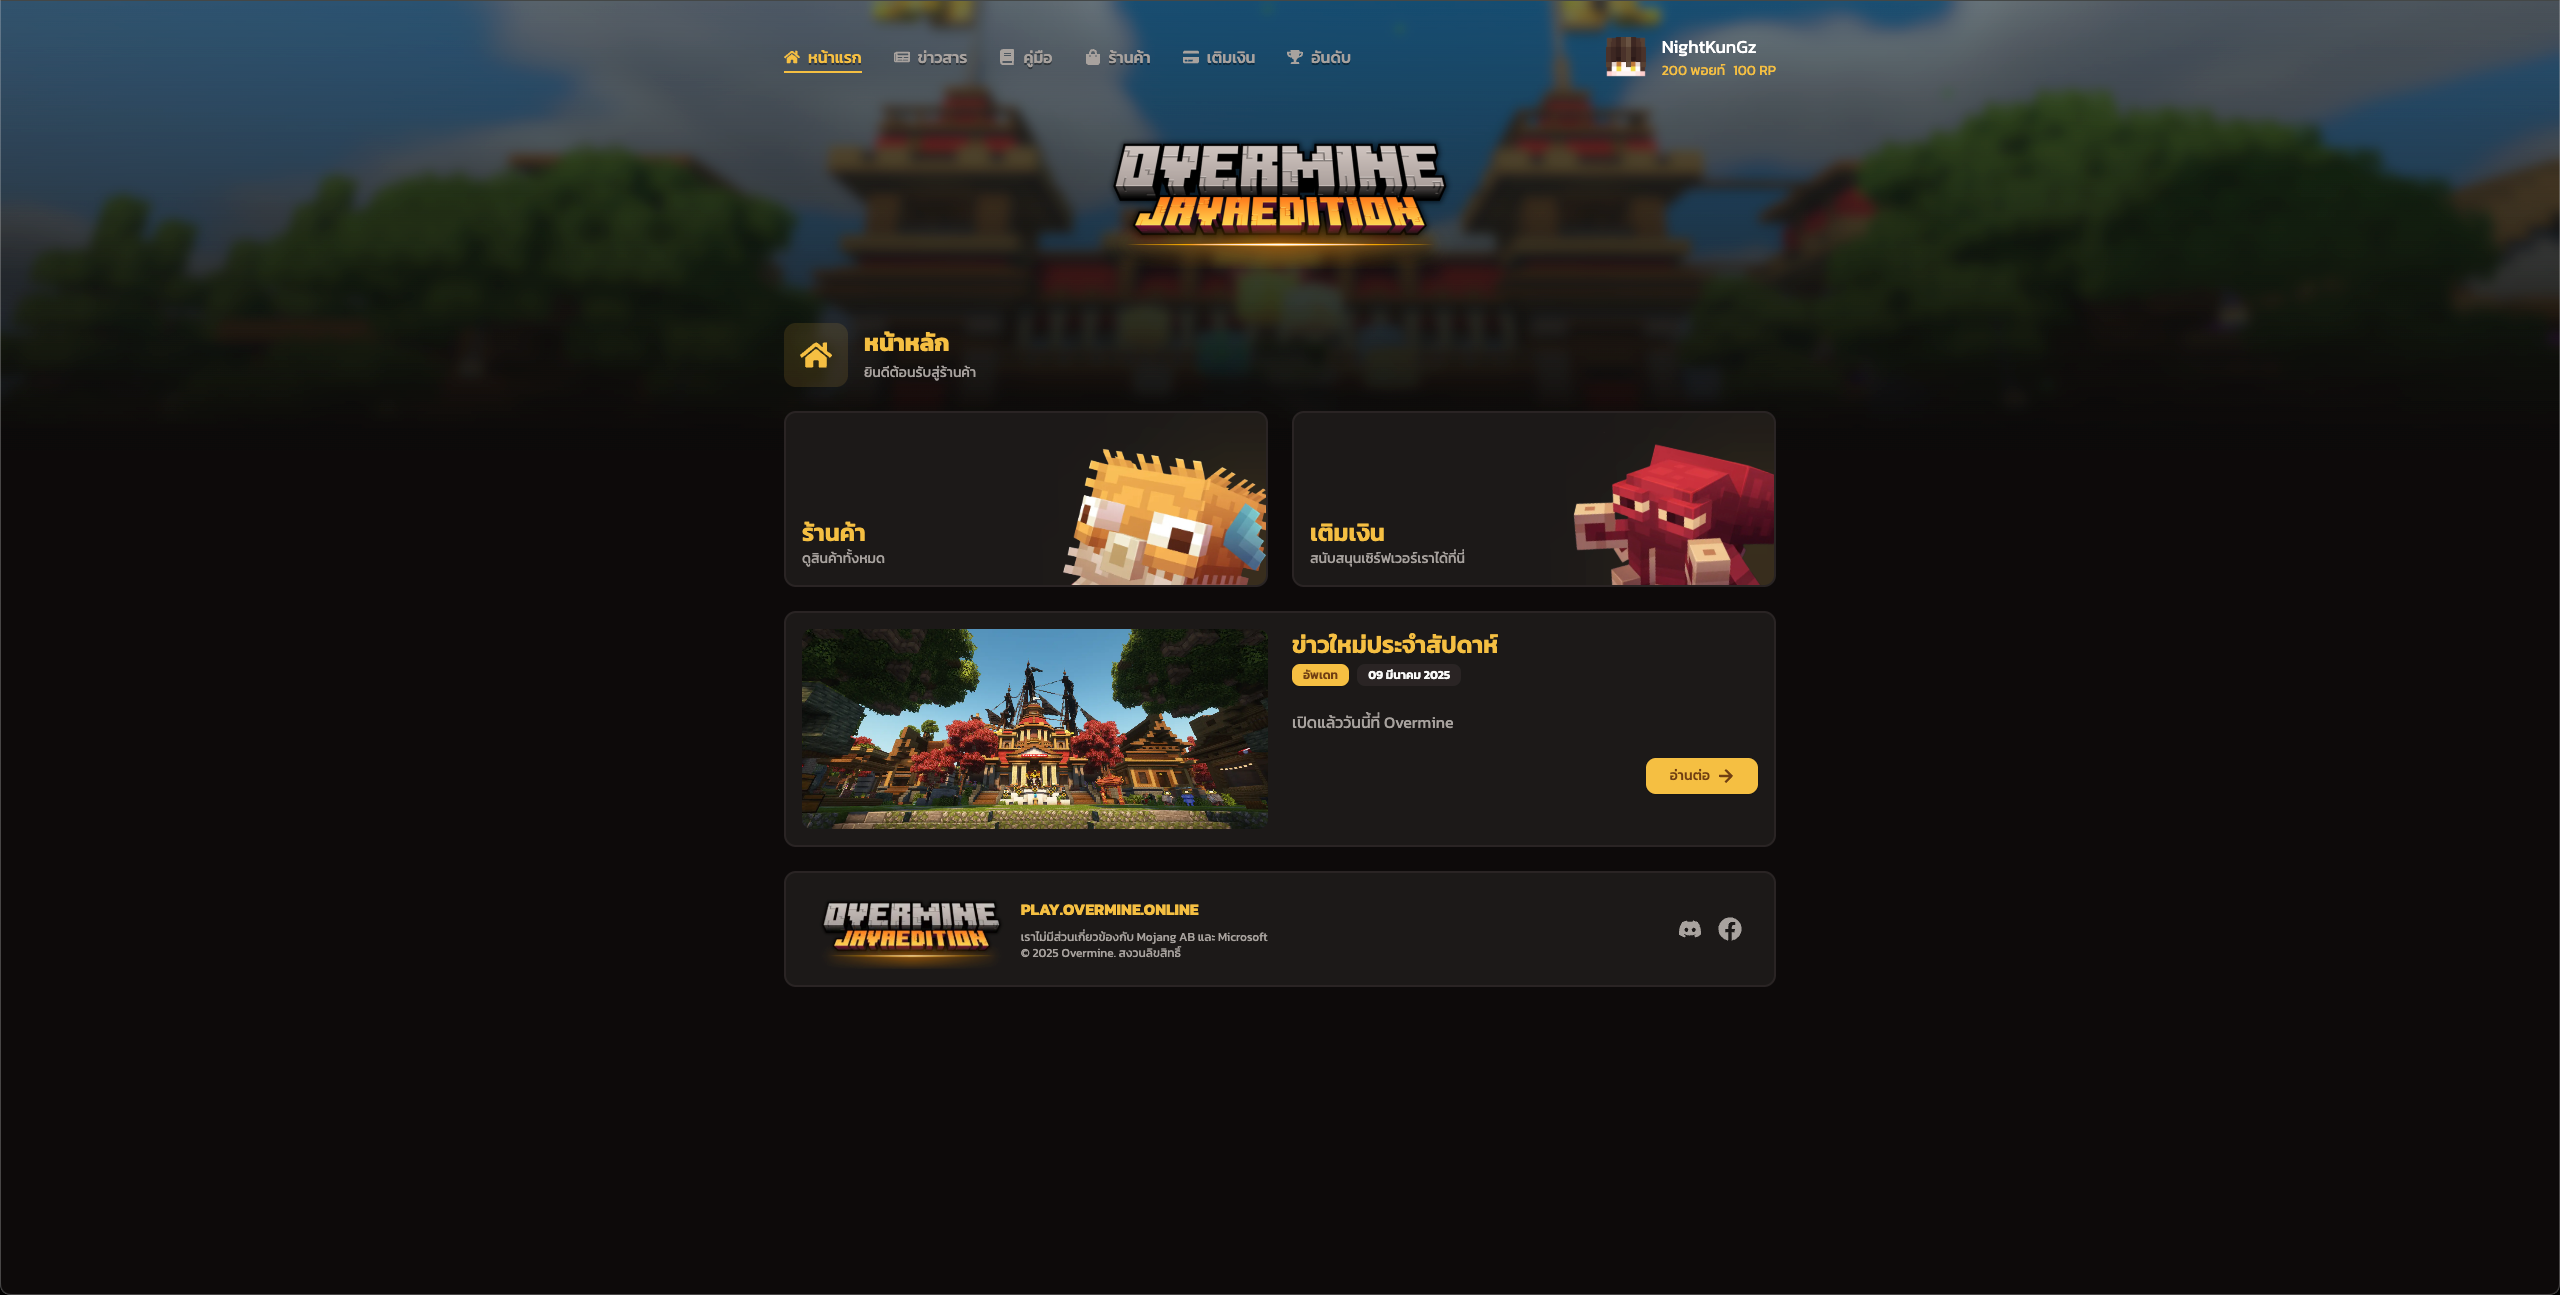 หน้าแรก ข่าวสาร คู่มือ ร้านค้า เติมเงิน อันดับ
NightKunGz
200 พอยท์ 100 RP
OVERMINE
JAVAEDITION
หน้าหลัก
ยินดีต้อนรับสู่ร้านค้า
ร้านค้า
ดูสินค้าทั้งหมด
เติมเงิน
สนับสนุนเซิร์ฟเวอร์เราได้ที่นี่
ข่าวใหม่ประจำสัปดาห์
อัพเดท 09 มีนาคม 2025
เปิดแล้ววันนี้ที่ Overmine
อ่านต่อ
OVERMINE
JAVAEDITION
PLAY.OVERMINE.ONLINE
เราไม่มีส่วนเกี่ยวข้องกับ Mojang AB และ Microsoft
© 2025 Overmine. สงวนลิขสิทธิ์